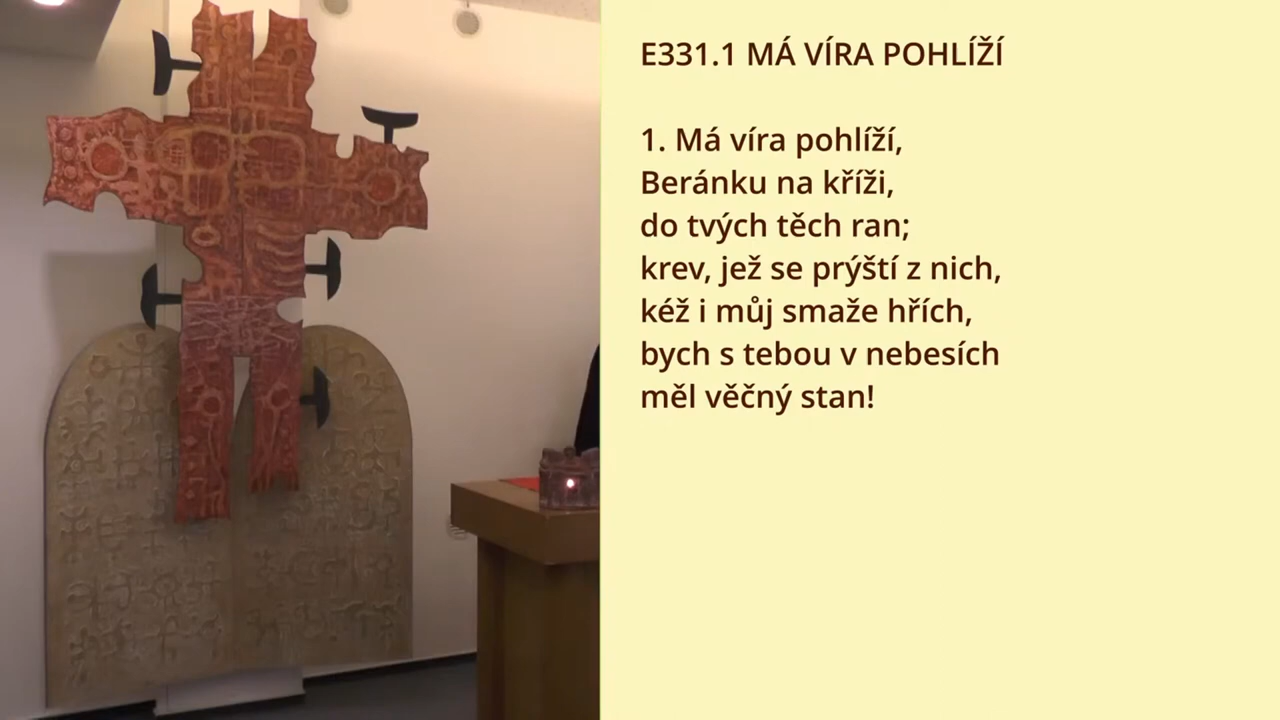 E331.1 MÁ VÍRA POHLÍŽÍ
1. Má víra pohlíží,
Beránku na kříži,
do tvých těch ran;
krev, jež se prýští z nich,
kéž i můj smaže hřích,
bych s tebou v nebesích
měl věčný stan!